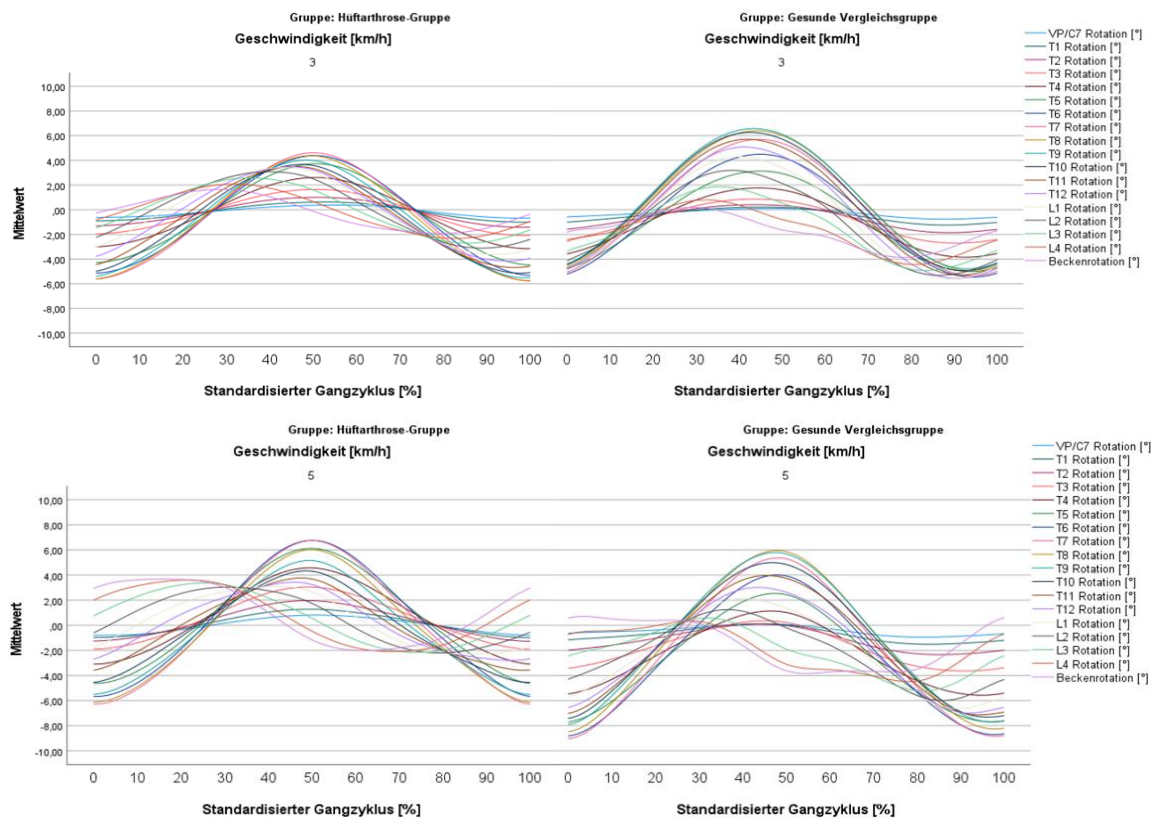 Gruppe: Hüftarthrose-Gruppe
Geschwindigkeit [km/h]
3
Gruppe: Gesunde Vergleichsgruppe
Geschwindigkeit [km/h]
3
Mittelwert
10,00
8,00
6,00
4,00
2,00
,00
-2,00
-4,00
-6,00
-8,00
-10,00
0 10 20 30 40 50 60 70 80 90 100
Standardisierter Gangzyklus [%]
0 10 20 30 40 50 60 70 80 90 100
Standardisierter Gangzyklus [%]
VP/C7 Rotation [°]
T1 Rotation [°]
T2 Rotation [°]
T3 Rotation [°]
T4 Rotation [°]
T5 Rotation [°]
T6 Rotation [°]
T7 Rotation [°]
T8 Rotation [°]
T9 Rotation [°]
T10 Rotation [°]
T11 Rotation [°]
T12 Rotation [°]
L1 Rotation [°]
L2 Rotation [°]
L3 Rotation [°]
L4 Rotation [°]
Beckenrotation [°]
Gruppe: Hüftarthrose-Gruppe
Geschwindigkeit [km/h]
5
Gruppe: Gesunde Vergleichsgruppe
Geschwindigkeit [km/h]
5
Mittelwert
10,00
8,00
6,00
4,00
2,00
,00
-2,00
-4,00
-6,00
-8,00
-10,00
0 10 20 30 40 50 60 70 80 90 100
Standardisierter Gangzyklus [%]
0 10 20 30 40 50 60 70 80 90 100
Standardisierter Gangzyklus [%]
VP/C7 Rotation [°]
T1 Rotation [°]
T2 Rotation [°]
T3 Rotation [°]
T4 Rotation [°]
T5 Rotation [°]
T6 Rotation [°]
T7 Rotation [°]
T8 Rotation [°]
T9 Rotation [°]
T10 Rotation [°]
T11 Rotation [°]
T12 Rotation [°]
L1 Rotation [°]
L2 Rotation [°]
L3 Rotation [°]
L4 Rotation [°]
Beckenrotation [°]